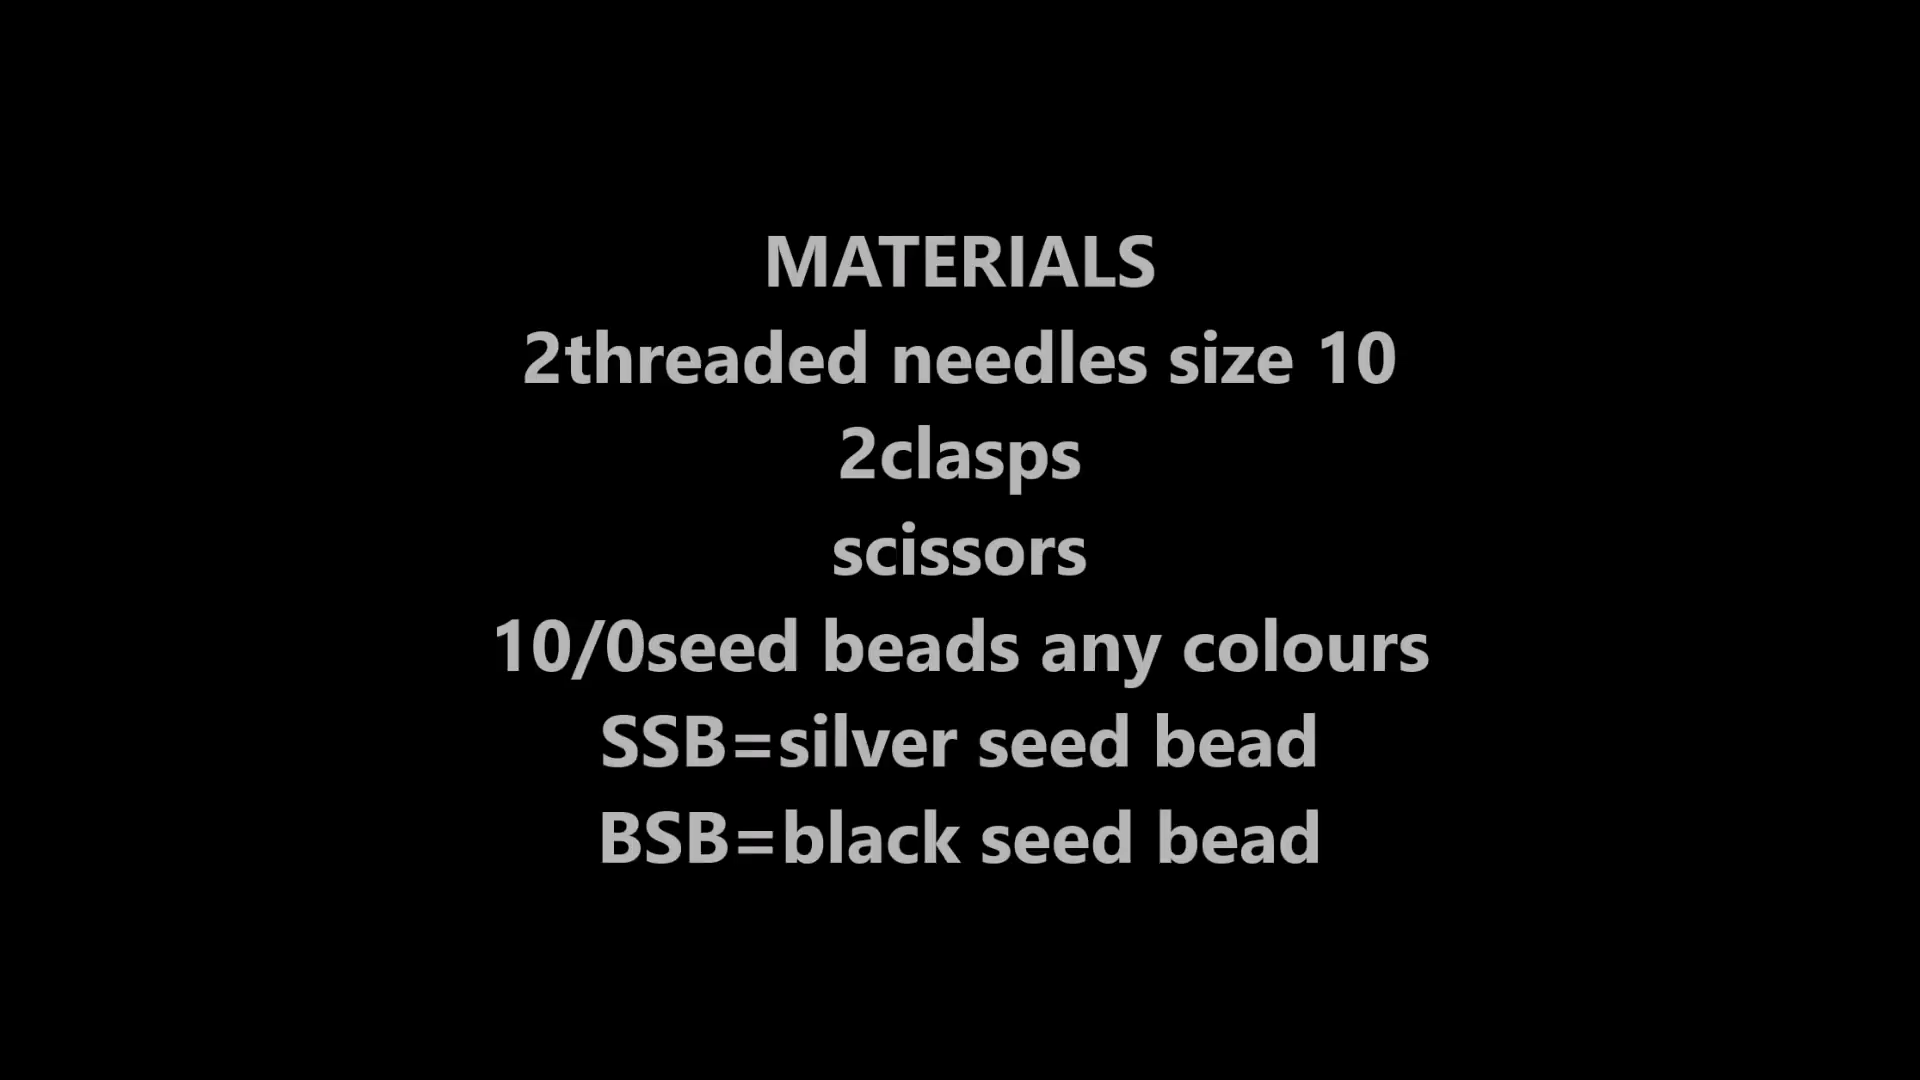 MATERIALS
2threaded needles size 10
2clasps
scissors
10/0seed beads any colours
SSB=silver seed bead
BSB=black seed bead